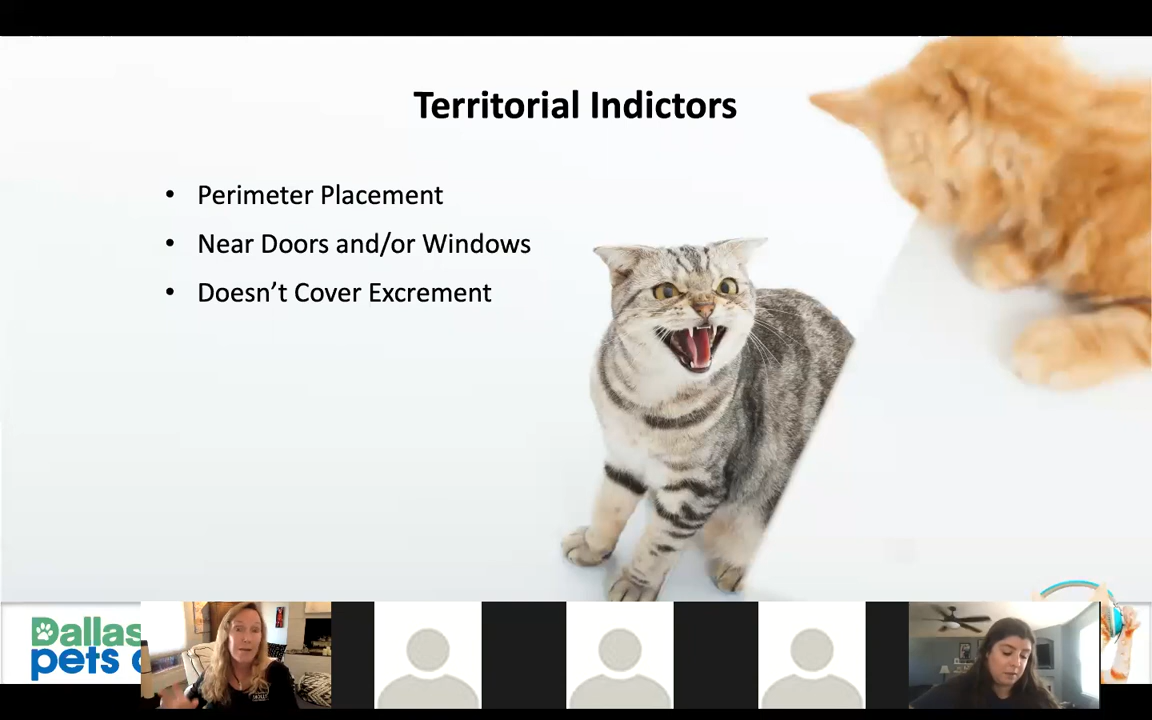 Territorial Indictors
• Perimeter Placement
• Near Doors and/or Windows
• Doesn’t Cover Excrement
Dallas
pets